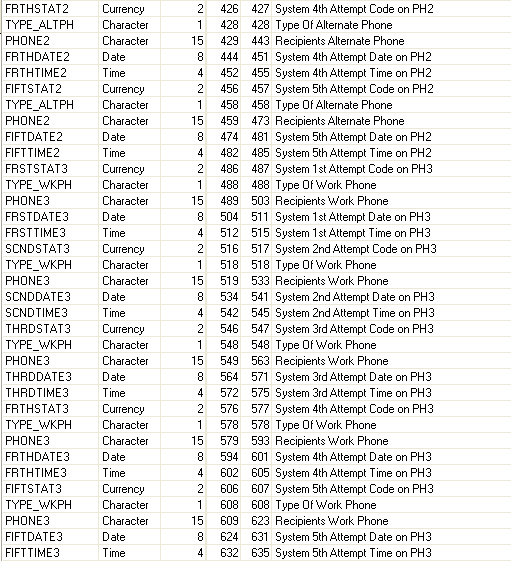 FRTHSTAT2 Currency 2 426 427 System 4th Attempt Code on PH2
TYPE_ALTPH Character 1 428 428 Type Of Alternate Phone
PHONE2 Character 15 429 443 Recipients Alternate Phone
FRTHDATE2 Date 8 444 451 System 4th Attempt Date on PH2
FRTHTIME2 Time 4 452 455 System 4th Attempt Time on PH2
FIFTSTAT2 Currency 2 456 457 System 5th Attempt Code on PH2
TYPE_ALTPH Character 1 458 458 Type Of Alternate Phone
PHONE2 Character 15 459 473 Recipients Alternate Phone
FIFTDATE2 Date 8 474 481 System 5th Attempt Date on PH2
FIFTTIME2 Time 4 482 485 System 5th Attempt Time on PH2
FRSTSTAT3 Currency 2 486 487 System 1st Attempt Code on PH3
TYPE_WKPH Character 1 488 488 Type Of Work Phone
PHONE3 Character 15 489 503 Recipients Work Phone
FRSTDATE3 Date 8 504 511 System 1st Attempt Date on PH3
FRSTTIME3 Time 4 512 515 System 1st Attempt Time on PH3
SCNDSTAT3 Currency 2 516 517 System 2nd Attempt Code on PH3
TYPE_WKPH Character 1 518 518 Type Of Work Phone
PHONE3 Character 15 519 533 Recipients Work Phone
SCNDDATE3 Date 8 534 541 System 2nd Attempt Date on PH3
SCNDTIME3 Time 4 542 545 System 2nd Attempt Time on PH3
THRDSTAT3 Currency 2 546 547 System 3rd Attempt Code on PH3
TYPE_WKPH Character 1 548 548 Type Of Work Phone
PHONE3 Character 15 549 563 Recipients Work Phone
THRDDATE3 Date 8 564 571 System 3rd Attempt Date on PH3
THRDTIME3 Time 4 572 575 System 3rd Attempt Time on PH3
FRTHSTAT3 Currency 2 576 577 System 4th Attempt Code on PH3
TYPE_WKPH Character 1 578 578 Type Of Work Phone
PHONE3 Character 15 579 593 Recipients Work Phone
FRTHDATE3 Date 8 594 601 System 4th Attempt Date on PH3
FRTHTIME3 Time 4 602 605 System 4th Attempt Time on PH3
FIFTSTAT3 Currency 2 606 607 System 5th Attempt Code on PH3
TYPE_WKPH Character 1 608 608 Type Of Work Phone
PHONE3 Character 15 609 623 Recipients Work Phone
FIFTDATE3 Date 8 624 631 System 5th Attempt Date on PH3
FIFTTIME3 Time 4 632 635 System 5th Attempt Time on PH3